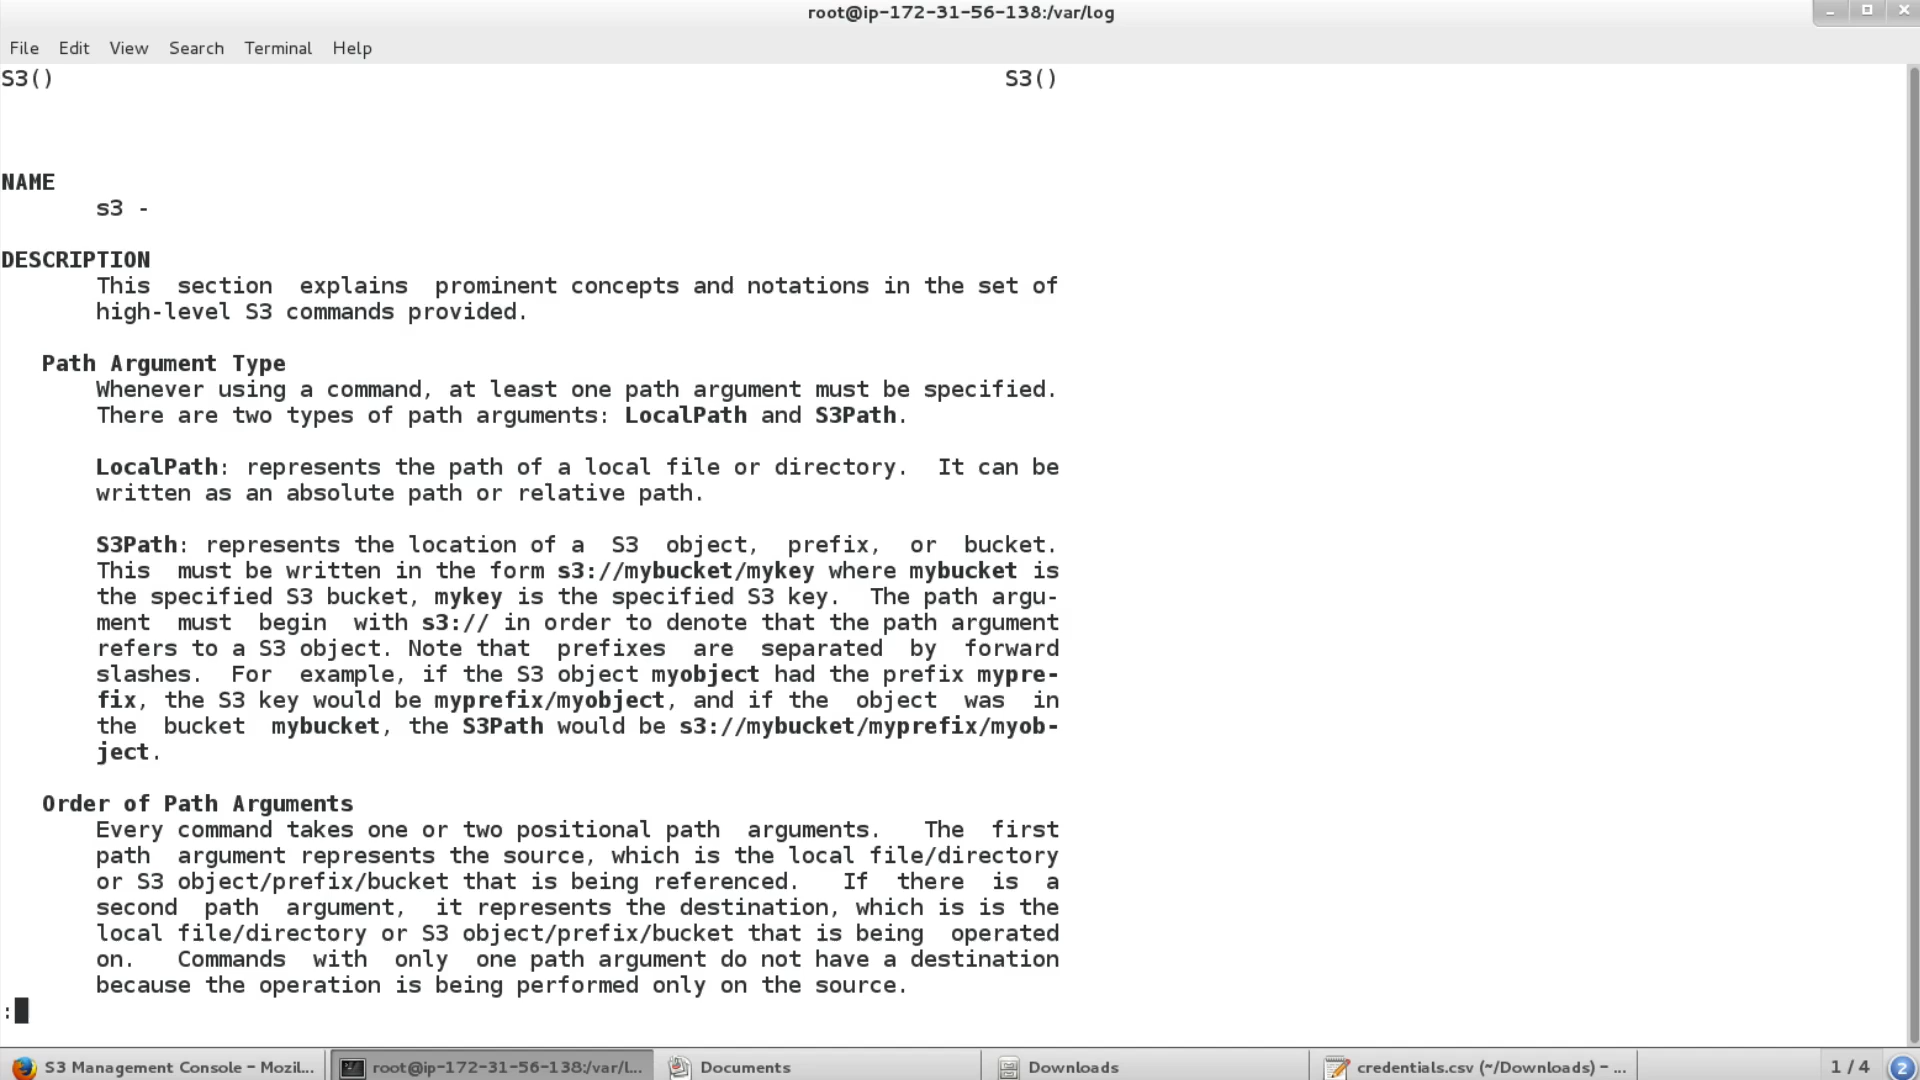 root@ip-172-31-56-138:/var/log
File Edit View Search Terminal Help
S3() S3()
NAME
s3 -
DESCRIPTION
This section explains prominent concepts and notations in the set of
high-level S3 commands provided.
Path Argument Type
Whenever using a command, at least one path argument must be specified.
There are two types of path arguments: LocalPath and S3Path.
LocalPath: represents the path of a local file or directory. It can be
written as an absolute path or relative path.
S3Path: represents the location of a S3 object, prefix, or bucket.
This must be written in the form s3://mybucket/mykey where mybucket is
the specified S3 bucket, mykey is the specified S3 key. The path argu-
ment must begin with s3:// in order to denote that the path argument
refers to a S3 object. Note that prefixes are separated by forward
slashes. For example, if the S3 object myobject had the prefix mypre-
fix, the S3 key would be myprefix/myobject, and if the object was in
the bucket mybucket, the S3Path would be s3://mybucket/myprefix/myob-
ject.
Order of Path Arguments
Every command takes one or two positional path arguments. The first
path argument represents the source, which is the local file/directory
or S3 object/prefix/bucket that is being referenced. If there is a
second path argument, it represents the destination, which is is the
local file/directory or S3 object/prefix/bucket that is being operated
on. Commands with only one path argument do not have a destination
because the operation is being performed only on the source.
:
S3 Management Console - Mozil... root@ip-172-31-56-138:/var/l... Documents Downloads credentials.csv (~/Downloads) - ... 1 / 4 2